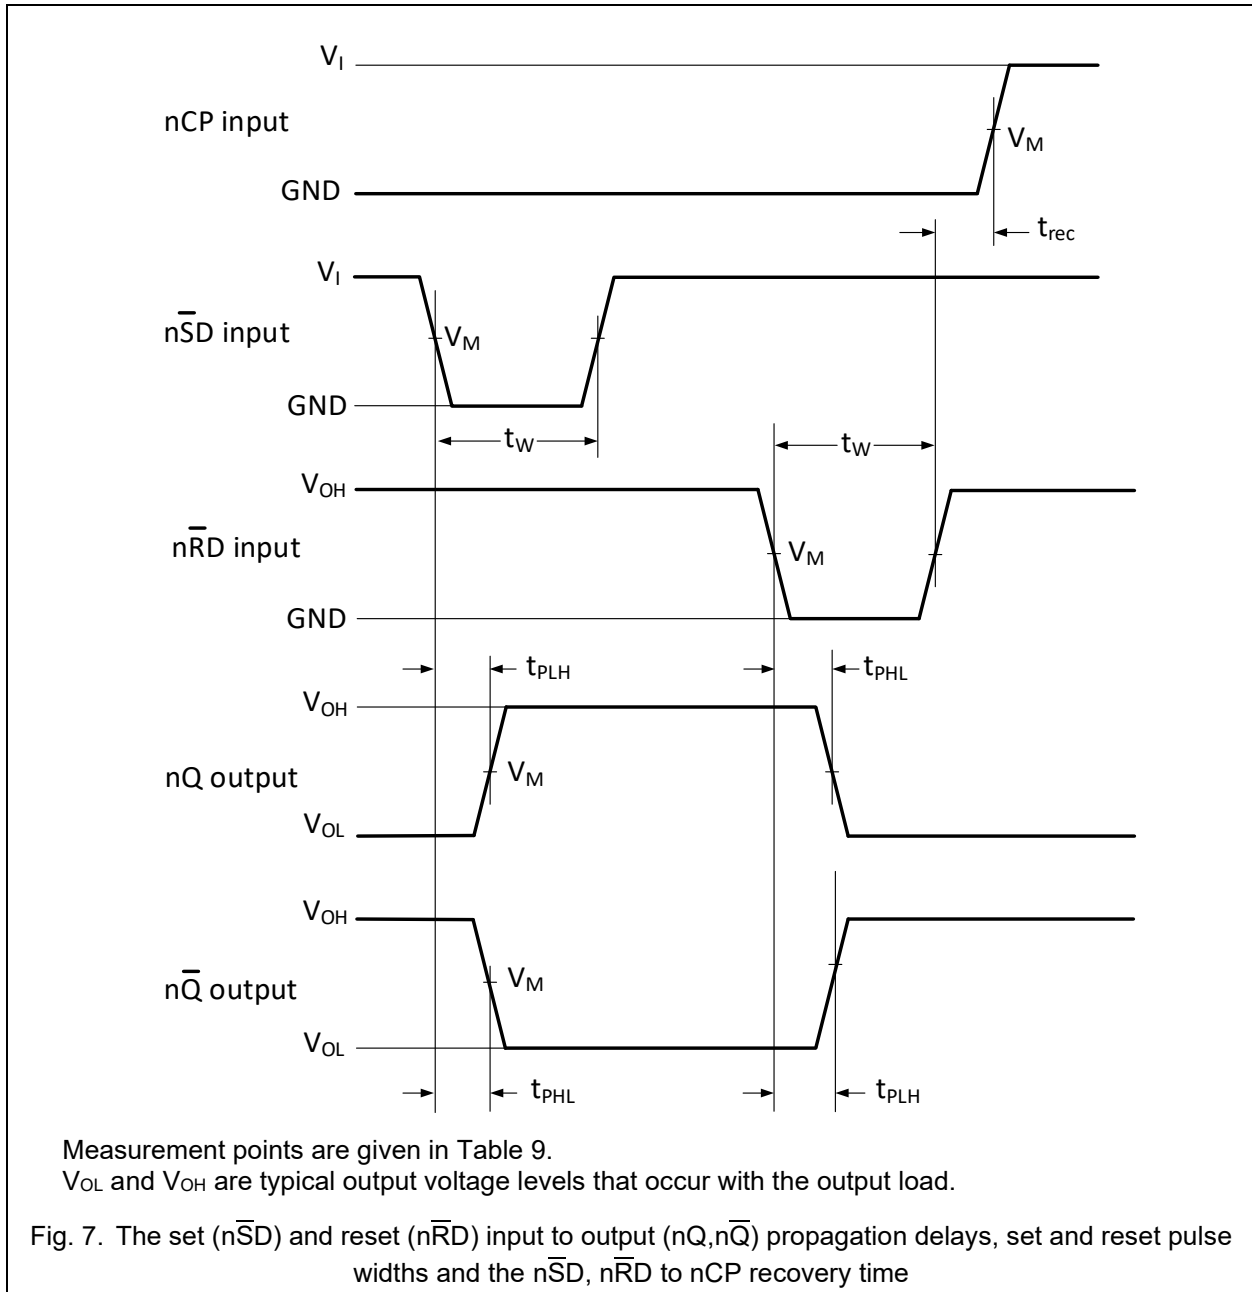 V_I
nCP input
V_M
GND
t_rec
V_I
nS̅D input
V_M
GND
t_W
t_W
V_OH
nR̅D input
V_M
GND
t_PLH
t_PHL
V_OH
nQ output
V_M
V_OL
V_OH
nQ̅ output
V_M
V_OL
t_PHL
t_PLH
Measurement points are given in Table 9.
V_OL and V_OH are typical output voltage levels that occur with the output load.
Fig. 7. The set (nS̅D) and reset (nR̅D) input to output (nQ,nQ̅) propagation delays, set and reset pulse
widths and the nS̅D, nR̅D to nCP recovery time